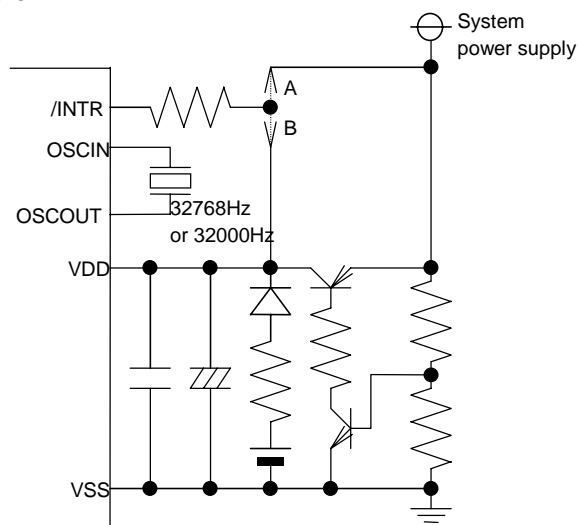 System
power supply
A
/INTR
B
OSCIN
OSCOUT
32768Hz
or 32000Hz
VDD
VSS